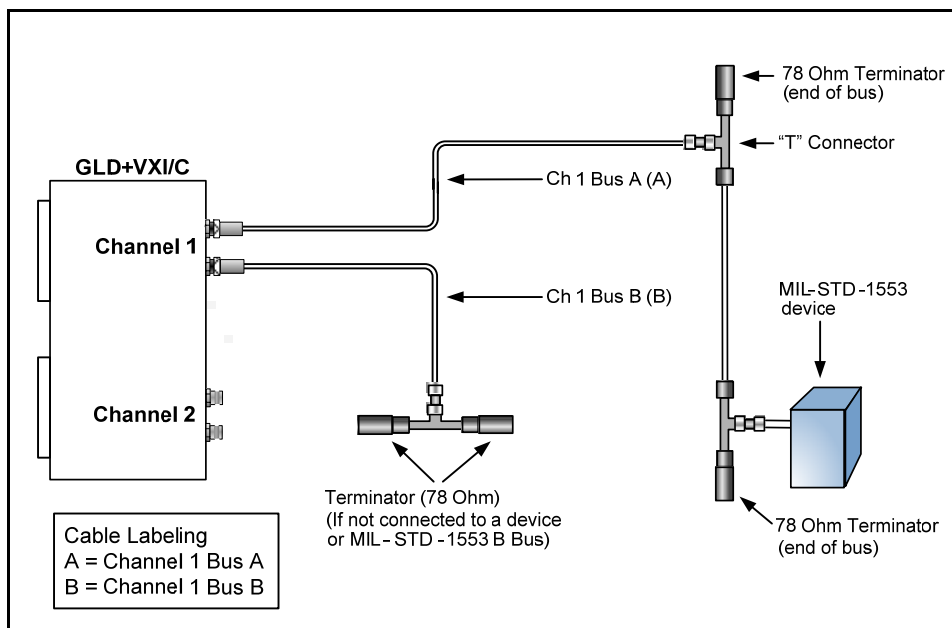 78 Ohm Terminator
(end of bus)
"T" Connector
GLD+VXI/C
Ch 1 Bus A (A)
Channel 1
Ch 1 Bus B (B)
MIL-STD-1553
device
Channel 2
Terminator (78 Ohm)
(If not connected to a device
or MIL-STD-1553 B Bus)
78 Ohm Terminator
(end of bus)
Cable Labeling
A = Channel 1 Bus A
B = Channel 1 Bus B